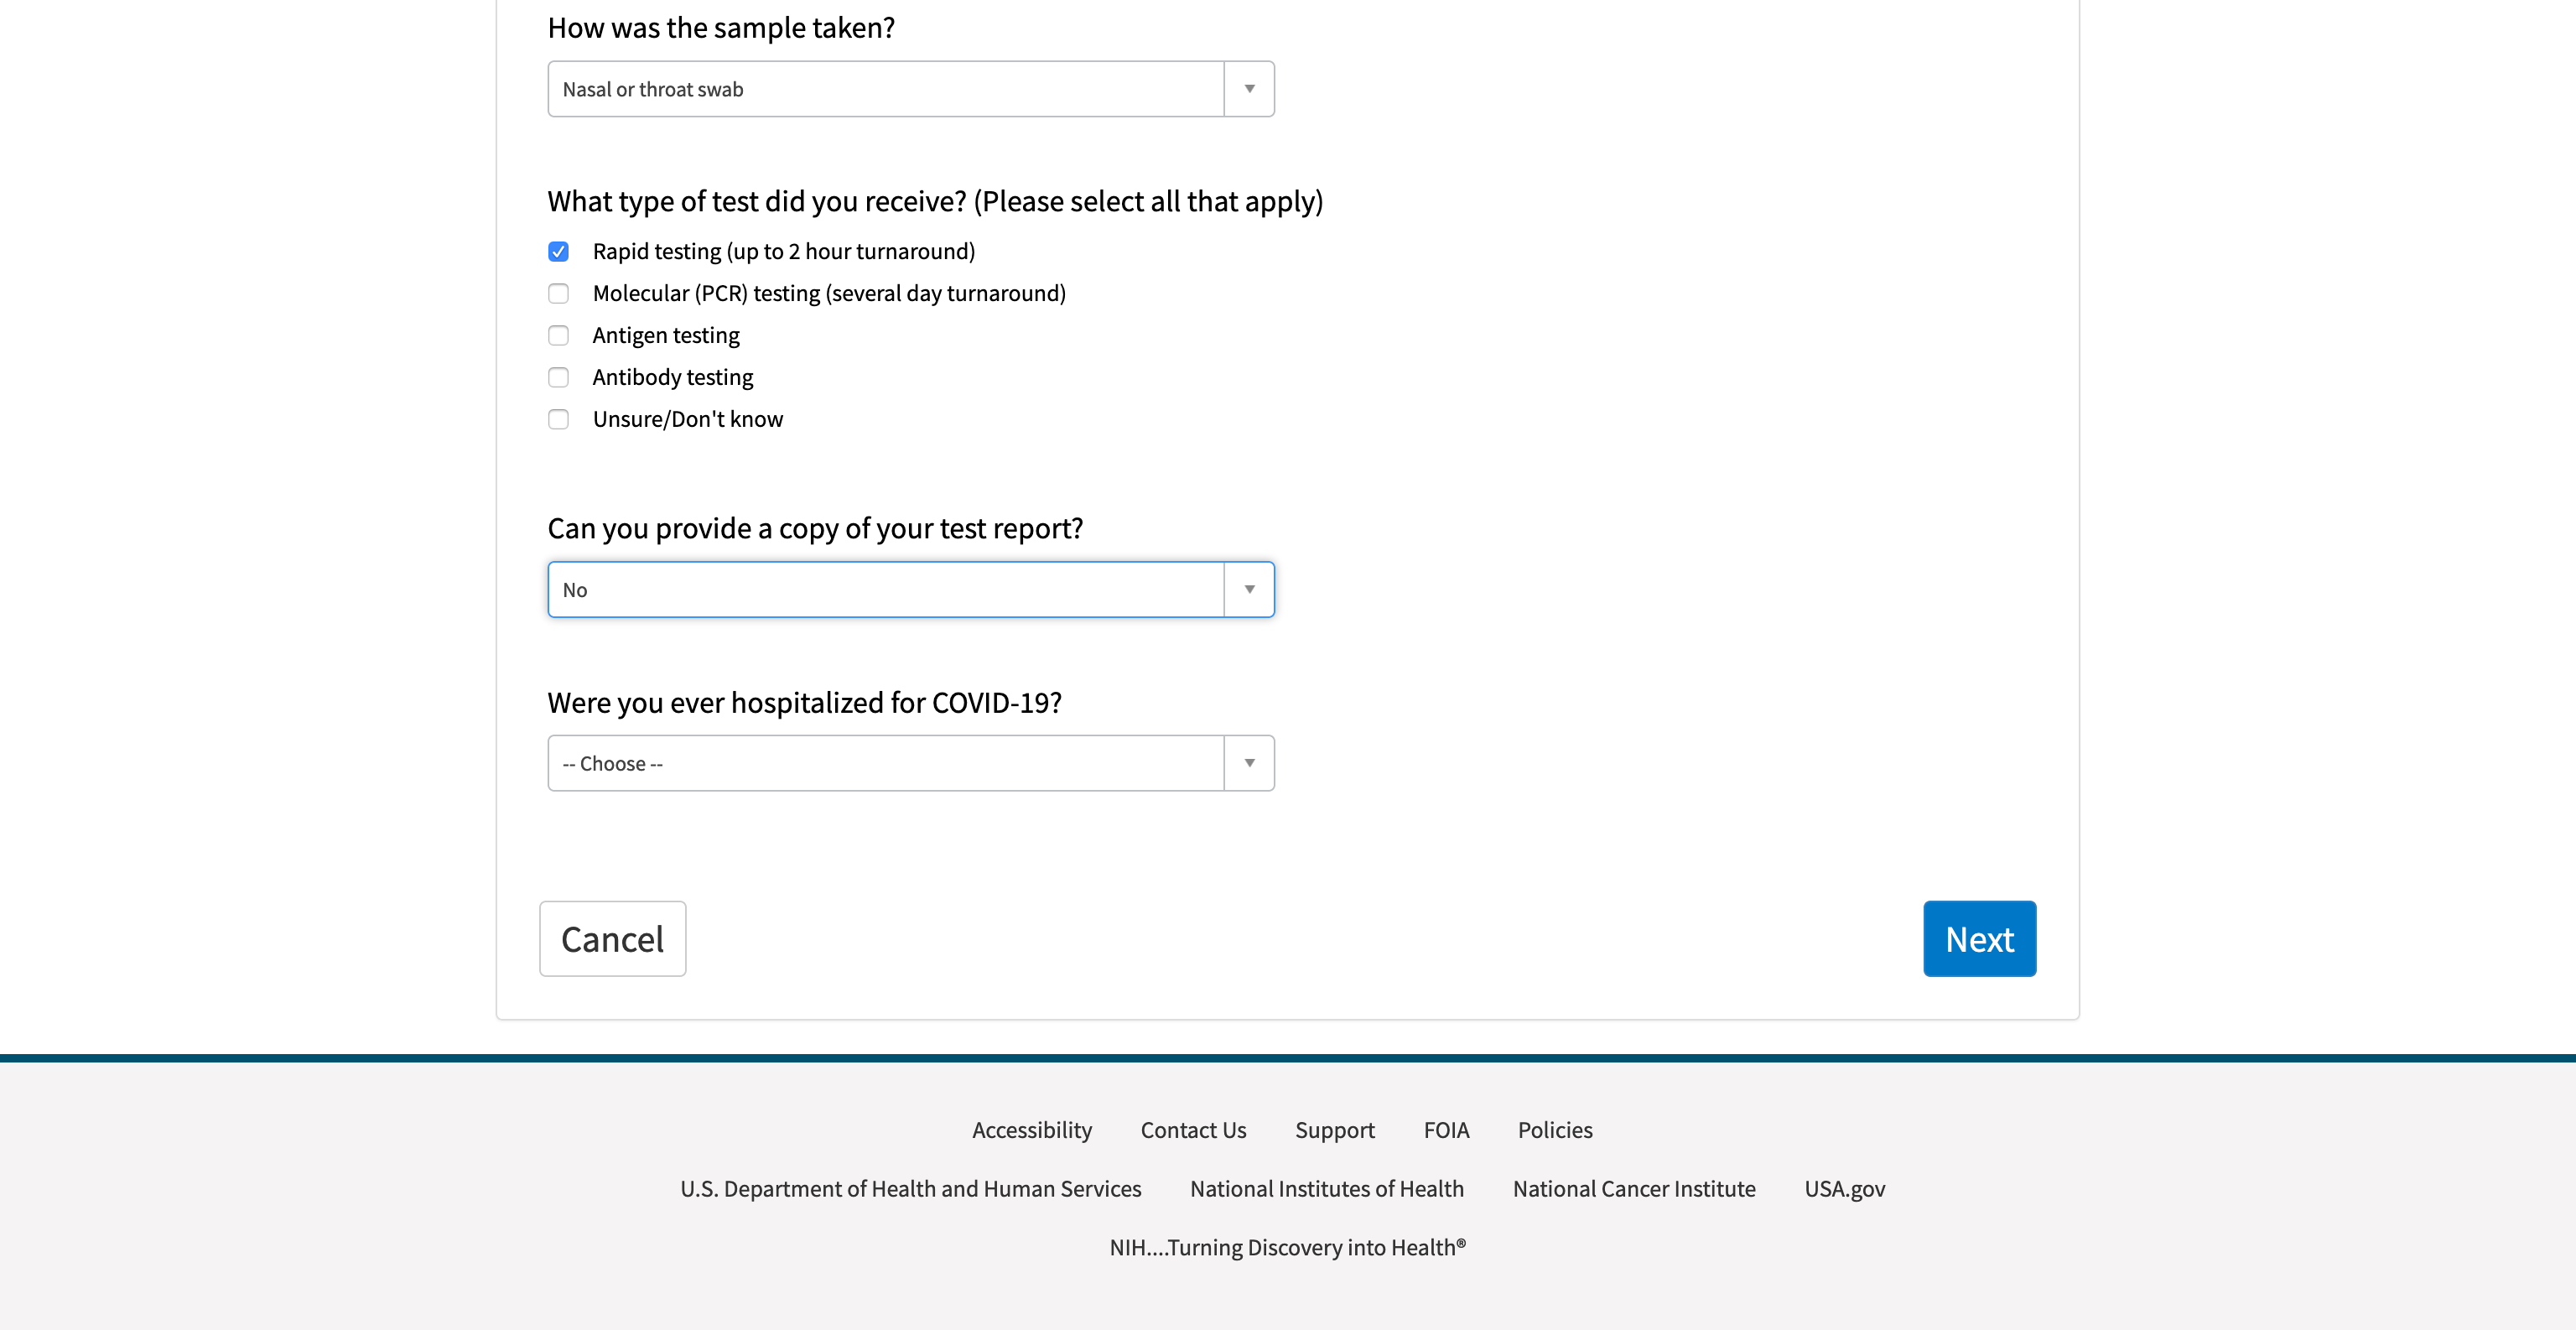 How was the sample taken?
Nasal or throat swab
What type of test did you receive? (Please select all that apply)
Rapid testing (up to 2 hour turnaround)
Molecular (PCR) testing (several day turnaround)
Antigen testing
Antibody testing
Unsure/Don't know
Can you provide a copy of your test report?
No
Were you ever hospitalized for COVID-19?
-- Choose --
Cancel
Next
Accessibility Contact Us Support FOIA Policies
U.S. Department of Health and Human Services National Institutes of Health National Cancer Institute USA.gov
NIH....Turning Discovery into Health®